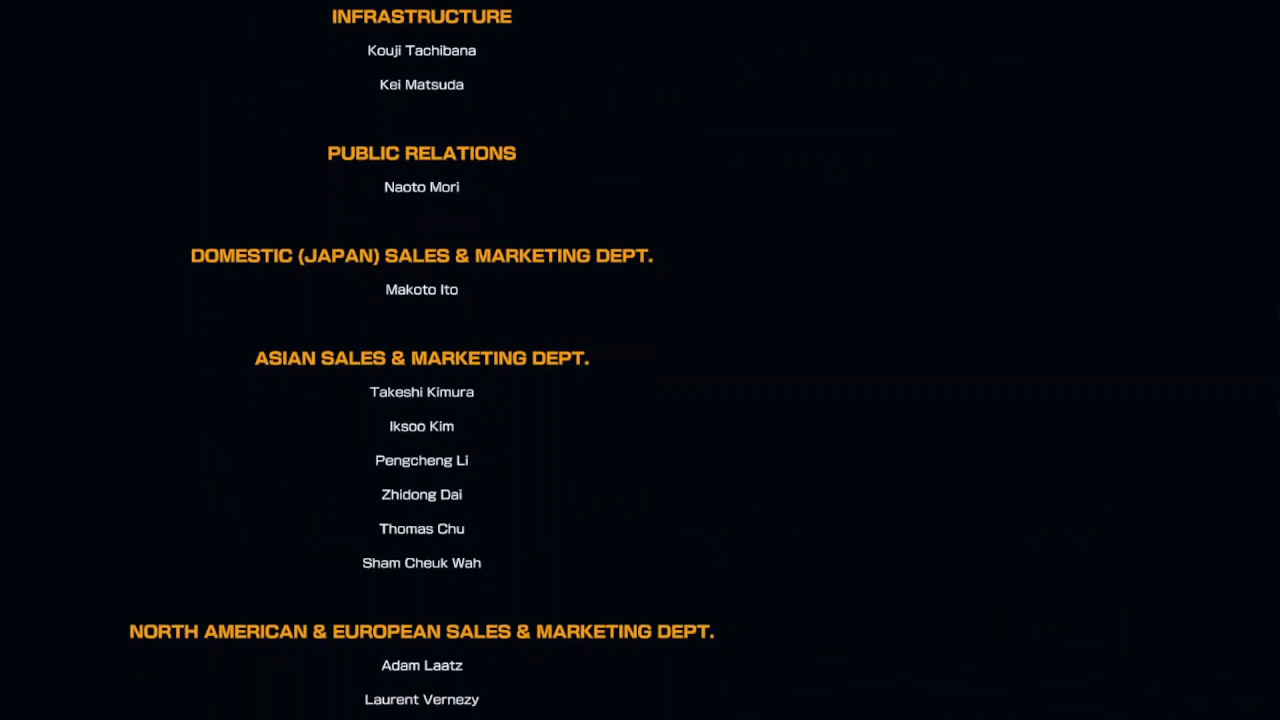 INFRASTRUCTURE
Kouji Tachibana
Kei Matsuda
PUBLIC RELATIONS
Naoto Mori
DOMESTIC (JAPAN) SALES & MARKETING DEPT.
Makoto Ito
ASIAN SALES & MARKETING DEPT.
Takeshi Kimura
Iksoo Kim
Pengcheng Li
Zhidong Dai
Thomas Chu
Sham Cheuk Wah
NORTH AMERICAN & EUROPEAN SALES & MARKETING DEPT.
Adam Laatz
Laurent Vernezy